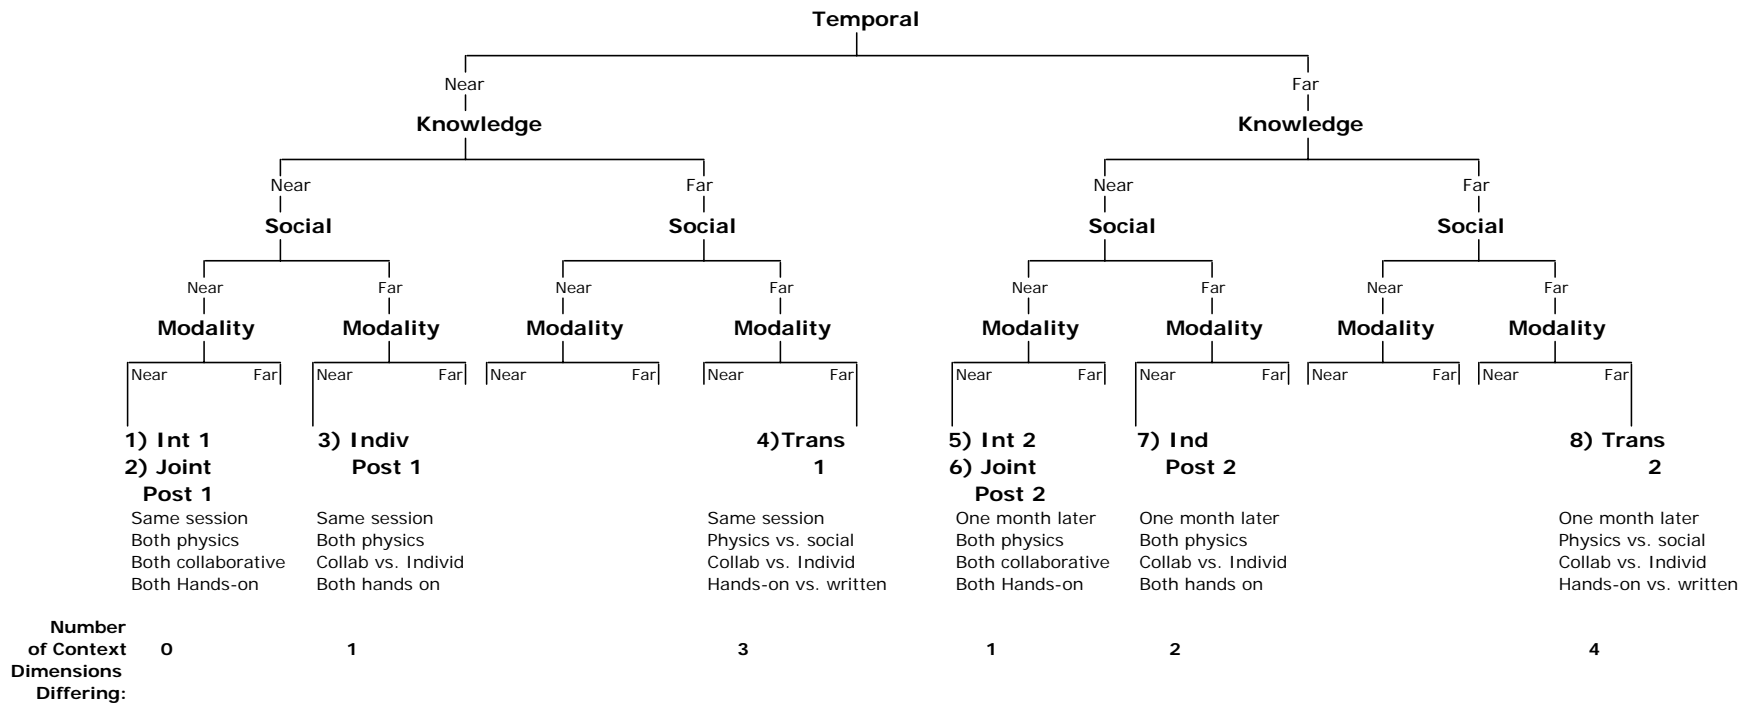 Temporal
Near Far
Knowledge Knowledge
Near Far Near Far
Social Social Social Social
Near Far Near Far Near Far Near Far
Modality Modality Modality Modality Modality Modality Modality Modality
Near Far Near Far Near Far Near Far Near Far Near Far Near Far Near Far
1) Int 1
2) Joint
Post 1
Same session
Both physics
Both collaborative
Both Hands-on
3) Indiv
Post 1
Same session
Both physics
Collab vs. Individ
Both hands on
4)Trans
1
Same session
Physics vs. social
Collab vs. Individ
Hands-on vs. written
5) Int 2
6) Joint
Post 2
One month later
Both physics
Both collaborative
Both Hands-on
7) Ind
Post 2
One month later
Both physics
Collab vs. Individ
Both hands on
8) Trans
2
One month later
Physics vs. social
Collab vs. Individ
Hands-on vs. written
Number
of Context
Dimensions
Differing:
0 1 3 1 2 4